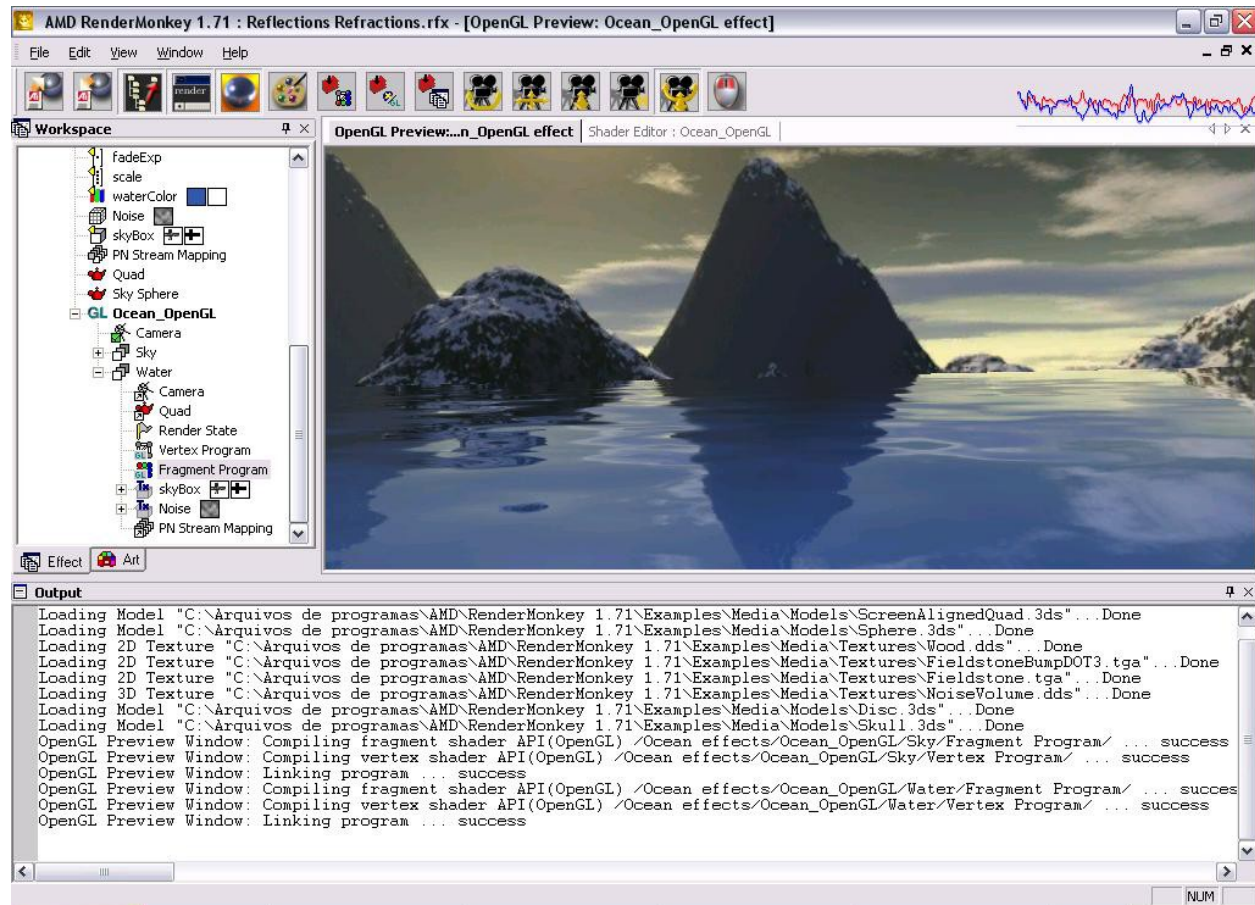 AMD RenderMonkey 1.71 : Reflections Refractions.rfx - [OpenGL Preview: Ocean_OpenGL effect]
File Edit View Window Help
render
Workspace
fadeExp
scale
waterColor
Noise
skyBox
PN Stream Mapping
Quad
Sky Sphere
GL Ocean_OpenGL
Camera
Sky
Water
Camera
Quad
Render State
Vertex Program
Fragment Program
skyBox
Noise
PN Stream Mapping
Effect Art
OpenGL Preview:...n_OpenGL effect Shader Editor : Ocean_OpenGL
Output
Loading Model "C:\Arquivos de programas\AMD\RenderMonkey 1.71\Examples\Media\Models\ScreenAlignedQuad.3ds"...Done
Loading Model "C:\Arquivos de programas\AMD\RenderMonkey 1.71\Examples\Media\Models\Sphere.3ds"...Done
Loading 2D Texture "C:\Arquivos de programas\AMD\RenderMonkey 1.71\Examples\Media\Textures\Wood.dds"...Done
Loading 2D Texture "C:\Arquivos de programas\AMD\RenderMonkey 1.71\Examples\Media\Textures\FieldstoneBumpDOT3.tga"...Done
Loading 2D Texture "C:\Arquivos de programas\AMD\RenderMonkey 1.71\Examples\Media\Textures\Fieldstone.tga"...Done
Loading 3D Texture "C:\Arquivos de programas\AMD\RenderMonkey 1.71\Examples\Media\Textures\NoiseVolume.dds"...Done
Loading Model "C:\Arquivos de programas\AMD\RenderMonkey 1.71\Examples\Media\Models\Disc.3ds"...Done
Loading Model "C:\Arquivos de programas\AMD\RenderMonkey 1.71\Examples\Media\Models\Skull.3ds"...Done
OpenGL Preview Window: Compiling fragment shader API(OpenGL) /Ocean effects/Ocean_OpenGL/Sky/Fragment Program/ ... success
OpenGL Preview Window: Compiling vertex shader API(OpenGL) /Ocean effects/Ocean_OpenGL/Sky/Vertex Program/ ... success
OpenGL Preview Window: Linking program ... success
OpenGL Preview Window: Compiling fragment shader API(OpenGL) /Ocean effects/Ocean_OpenGL/Water/Fragment Program/ ... succes
OpenGL Preview Window: Compiling vertex shader API(OpenGL) /Ocean effects/Ocean_OpenGL/Water/Vertex Program/ ... success
OpenGL Preview Window: Linking program ... success
NUM